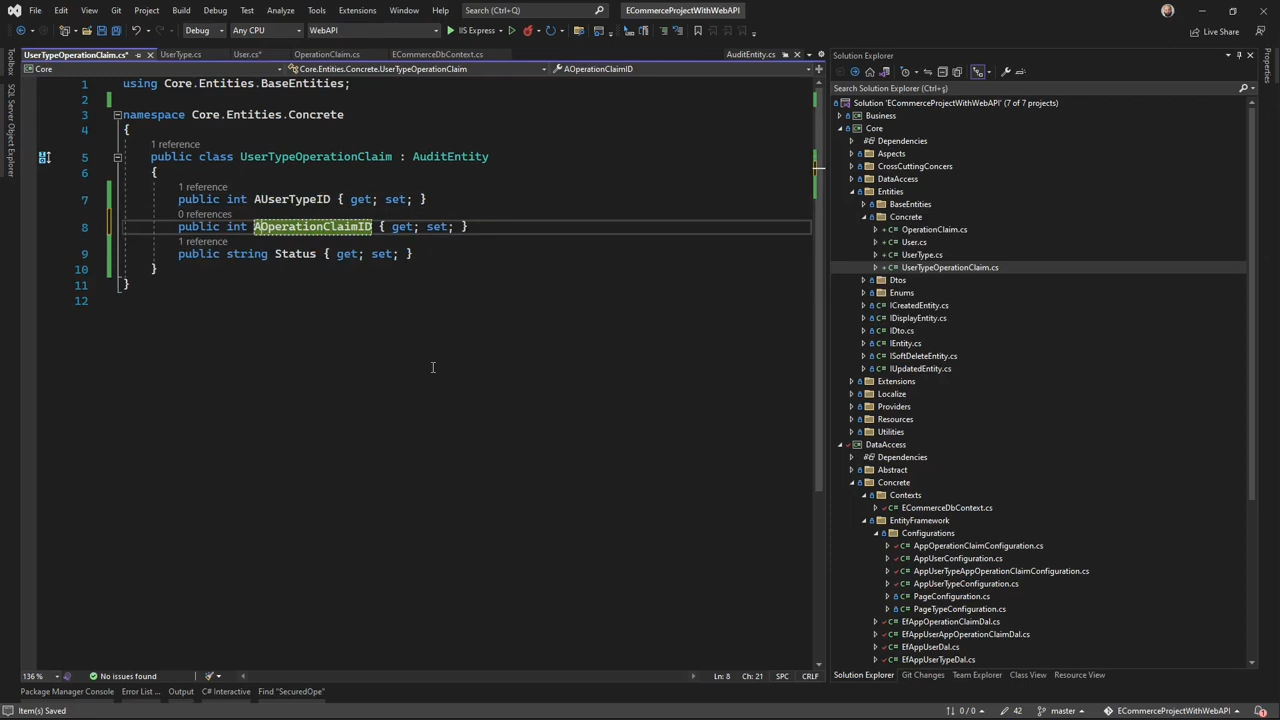 File Edit View Git Project Build Debug Test Analyze Tools Extensions Window Help Search (Ctrl+Q) ECommerceProjectWithWebAPI
Debug Any CPU WebAPI IIS Express Live Share
UserTypeOperationClaim.cs* UserType.cs User.cs* OperationClaim.cs ECommerceDbContext.cs AuditEntity.cs
Core Core.Entities.Concrete.UserTypeOperationClaim AOperationClaimID
Toolbox
SQL Server Object Explorer
1 using Core.Entities.BaseEntities;
2
3 namespace Core.Entities.Concrete
4 {
1 reference
5 public class UserTypeOperationClaim : AuditEntity
6 {
1 reference
7 public int AUserTypeID { get; set; }
0 references
8 public int AOperationClaimID { get; set; }
1 reference
9 public string Status { get; set; }
10 }
11 }
12
136 % No issues found Ln: 8 Ch: 21 SPC CRLF
Package Manager Console Error List ... Output C# Interactive Find "SecuredOpe"
Item(s) Saved 0 / 0 42 master ECommerceProjectWithWebAPI 1
Solution Explorer
Properties
Search Solution Explorer (Ctrl+ş)
Solution 'ECommerceProjectWithWebAPI' (7 of 7 projects)
Business
Core
Dependencies
Aspects
CrossCuttingConcers
DataAccess
Entities
BaseEntities
Concrete
C# OperationClaim.cs
C# User.cs
C# UserType.cs
C# UserTypeOperationClaim.cs
Dtos
Enums
C# ICreatedEntity.cs
C# IDisplayEntity.cs
C# IDto.cs
C# IEntity.cs
C# ISoftDeleteEntity.cs
C# IUpdatedEntity.cs
Extensions
Localize
Providers
Resources
Utilities
DataAccess
Dependencies
Abstract
Concrete
Contexts
C# ECommerceDbContext.cs
EntityFramework
Configurations
C# AppOperationClaimConfiguration.cs
C# AppUserConfiguration.cs
C# AppUserTypeAppOperationClaimConfiguration.cs
C# AppUserTypeConfiguration.cs
C# PageConfiguration.cs
C# PageTypeConfiguration.cs
C# EfAppOperationClaimDal.cs
C# EfAppUserAppOperationClaimDal.cs
C# EfAppUserDal.cs
C# EfAppUserTypeDal.cs
Solution Explorer Git Changes Team Explorer Class View Resource View